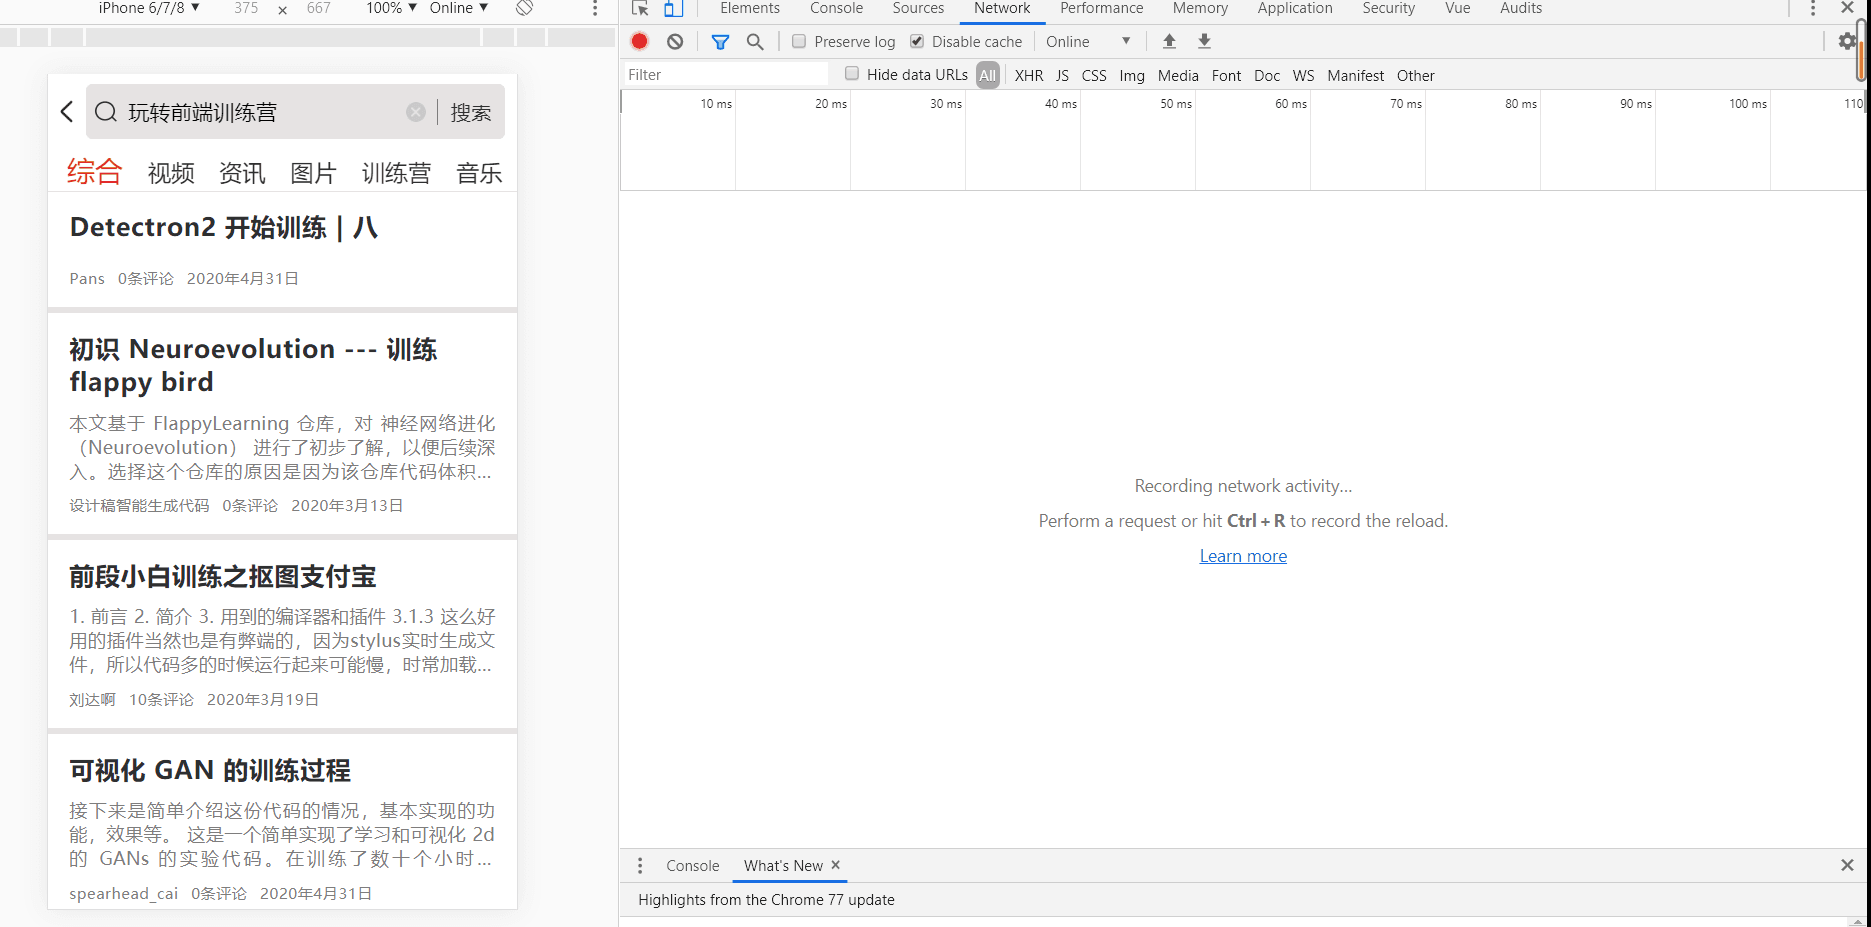 iPhone 6/7/8 ▼ 375 × 667 100% ▼ Online ▼
玩转前端训练营 搜索
综合 视频 资讯 图片 训练营 音乐
Detectron2 开始训练 | 八
Pans 0条评论 2020年4月31日
初识 Neuroevolution --- 训练
flappy bird
本文基于 FlappyLearning 仓库，对 神经网络进化
（Neuroevolution） 进行了初步了解，以便后续深
入。选择这个仓库的原因是因为该仓库代码体积...
设计稿智能生成代码 0条评论 2020年3月13日
前段小白训练之抠图支付宝
1. 前言 2. 简介 3. 用到的编译器和插件 3.1.3 这么好
用的插件当然也是有弊端的，因为stylus实时生成文
件，所以代码多的时候运行起来可能慢，时常加载...
刘达啊 10条评论 2020年3月19日
可视化 GAN 的训练过程
接下来是简单介绍这份代码的情况，基本实现的功
能，效果等。 这是一个简单实现了学习和可视化 2d
的 GANs 的实验代码。在训练了数十个小时...
spearhead_cai 0条评论 2020年4月31日
Elements Console Sources Network Performance Memory Application Security Vue Audits
Preserve log Disable cache Online ▼
Filter Hide data URLs All XHR JS CSS Img Media Font Doc WS Manifest Other
10 ms 20 ms 30 ms 40 ms 50 ms 60 ms 70 ms 80 ms 90 ms 100 ms 110
Recording network activity...
Perform a request or hit Ctrl + R to record the reload.
Learn more
Console What's New ×
Highlights from the Chrome 77 update